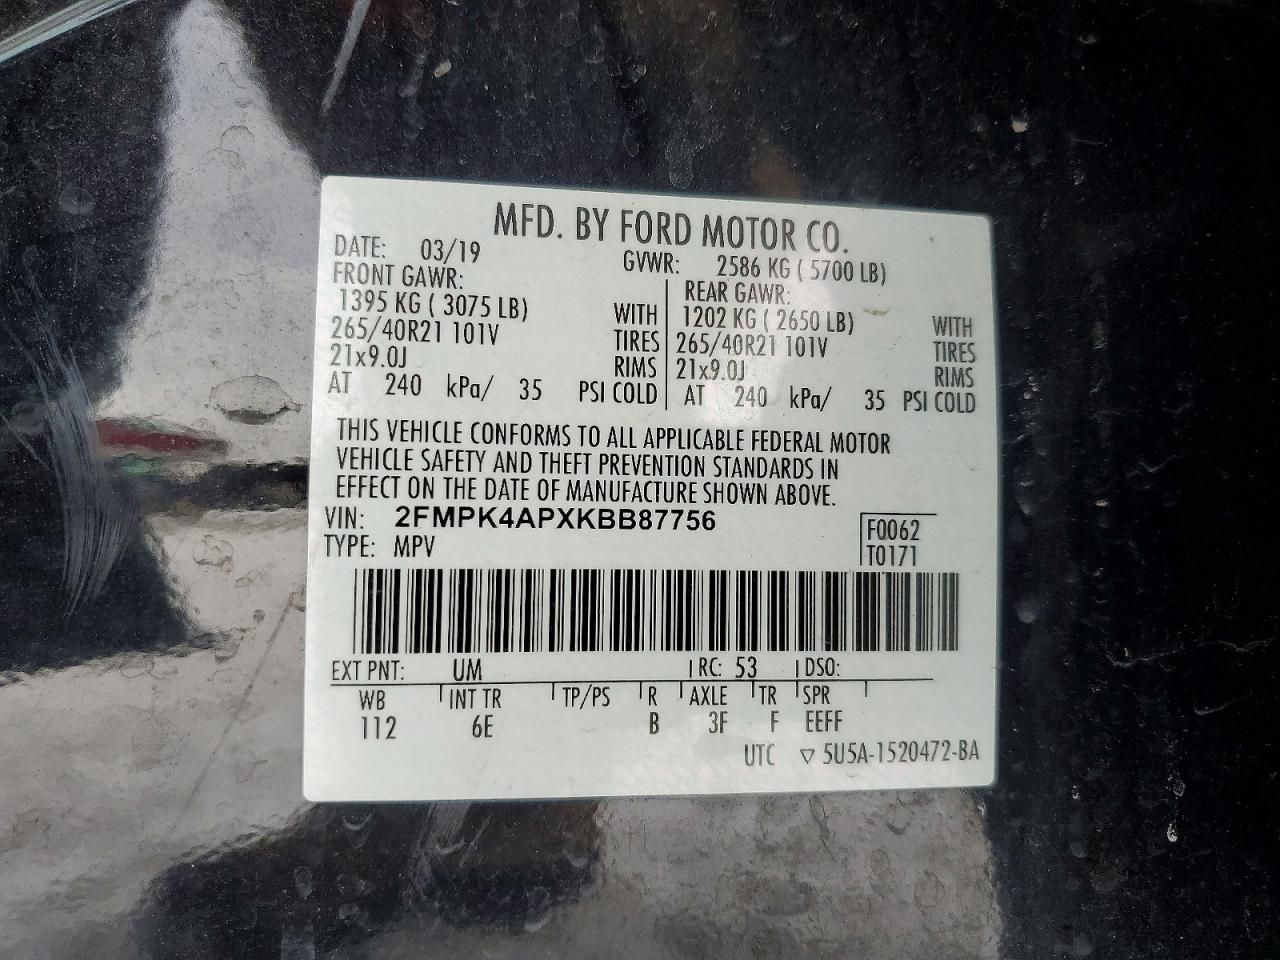 MFD. BY FORD MOTOR CO.
DATE: 03/19 GVWR: 2586 KG ( 5700 LB)
FRONT GAWR: REAR GAWR:
1395 KG ( 3075 LB) WITH 1202 KG ( 2650 LB) WITH
265/40R21 101V TIRES 265/40R21 101V TIRES
21x9.0J RIMS 21x9.0J RIMS
AT 240 kPa/ 35 PSI COLD AT 240 kPa/ 35 PSI COLD
THIS VEHICLE CONFORMS TO ALL APPLICABLE FEDERAL MOTOR
VEHICLE SAFETY AND THEFT PREVENTION STANDARDS IN
EFFECT ON THE DATE OF MANUFACTURE SHOWN ABOVE.
VIN: 2FMPK4APXKBB87756 F0062
TYPE: MPV T0171
EXT PNT: UM RC: 53 DSO:
WB INT TR TP/PS R AXLE TR SPR
112 6E B 3F F EEFF
UTC ▽ 5U5A-1520472-BA